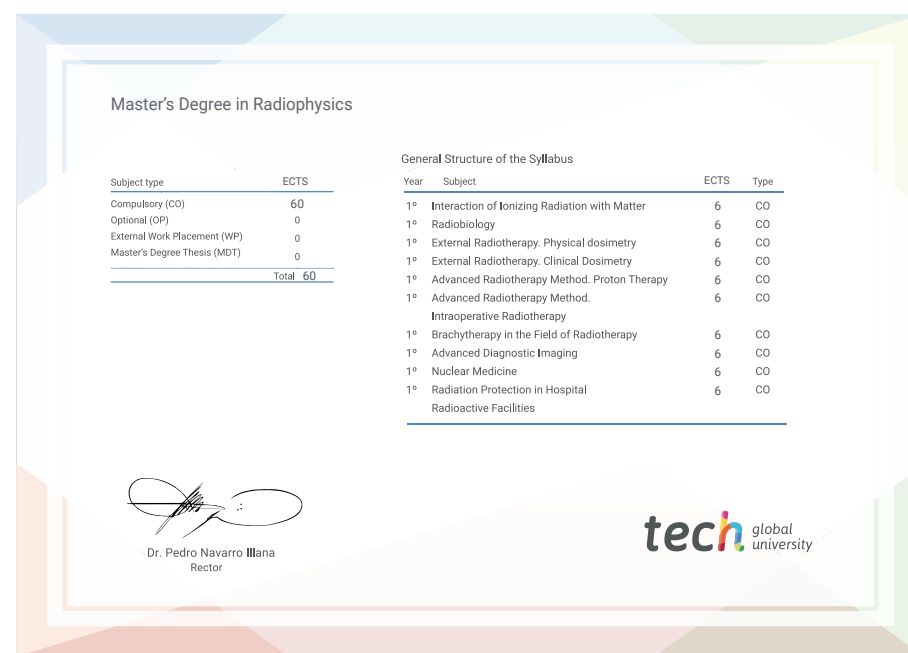 Master's Degree in Radiophysics
Subject type ECTS
Compulsory (CO) 60
Optional (OP) 0
External Work Placement (WP) 0
Master's Degree Thesis (MDT) 0
Total 60
General Structure of the Syllabus
Year Subject ECTS Type
1º Interaction of Ionizing Radiation with Matter 6 CO
1º Radiobiology 6 CO
1º External Radiotherapy. Physical dosimetry 6 CO
1º External Radiotherapy. Clinical Dosimetry 6 CO
1º Advanced Radiotherapy Method. Proton Therapy 6 CO
1º Advanced Radiotherapy Method. 6 CO
Intraoperative Radiotherapy
1º Brachytherapy in the Field of Radiotherapy 6 CO
1º Advanced Diagnostic Imaging 6 CO
1º Nuclear Medicine 6 CO
1º Radiation Protection in Hospital 6 CO
Radioactive Facilities
Dr. Pedro Navarro Illana
Rector
tech global
university